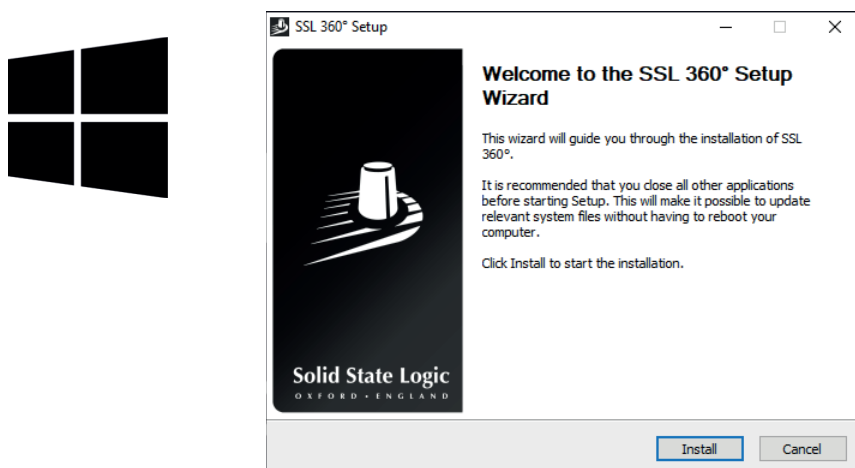 SSL 360° Setup
Welcome to the SSL 360° Setup
Wizard
This wizard will guide you through the installation of SSL
360°.
It is recommended that you close all other applications
before starting Setup. This will make it possible to update
relevant system files without having to reboot your
computer.
Click Install to start the installation.
Solid State Logic
OXFORD • ENGLAND
Install
Cancel